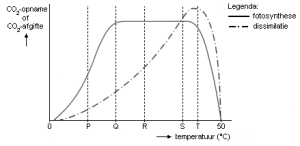 CO2-opname
of
CO2-afgifte
Legenda:
fotosynthese
dissimilatie
0
P
Q
R
S
T
50
temperatuur (°C)